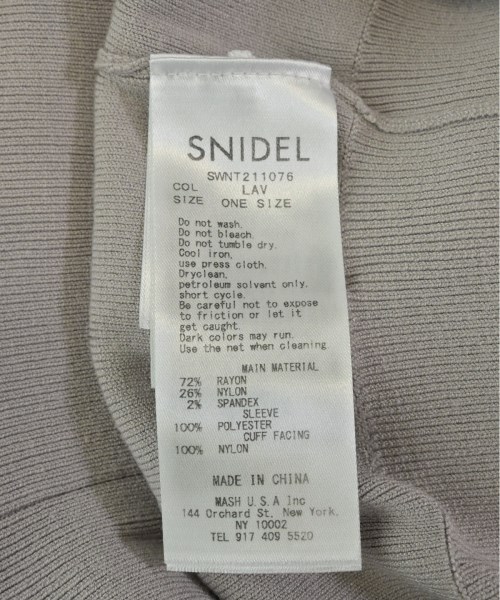 SNIDEL
SWNT211076
COL LAV
SIZE ONE SIZE
Do not wash.
Do not bleach.
Do not tumble dry.
Cool iron.
use press cloth.
Dryclean.
petroleum solvent only.
short cycle.
Be careful not to expose
to friction or let it
get caught.
Dark colors may run.
Use the net when cleaning.
MAIN MATERIAL
72% RAYON
26% NYLON
2% SPANDEX
SLEEVE
100% POLYESTER
CUFF FACING
100% NYLON
MADE IN CHINA
MASH U.S.A Inc
144 Orchard St. New York,
NY 10002
TEL 917 409 5520